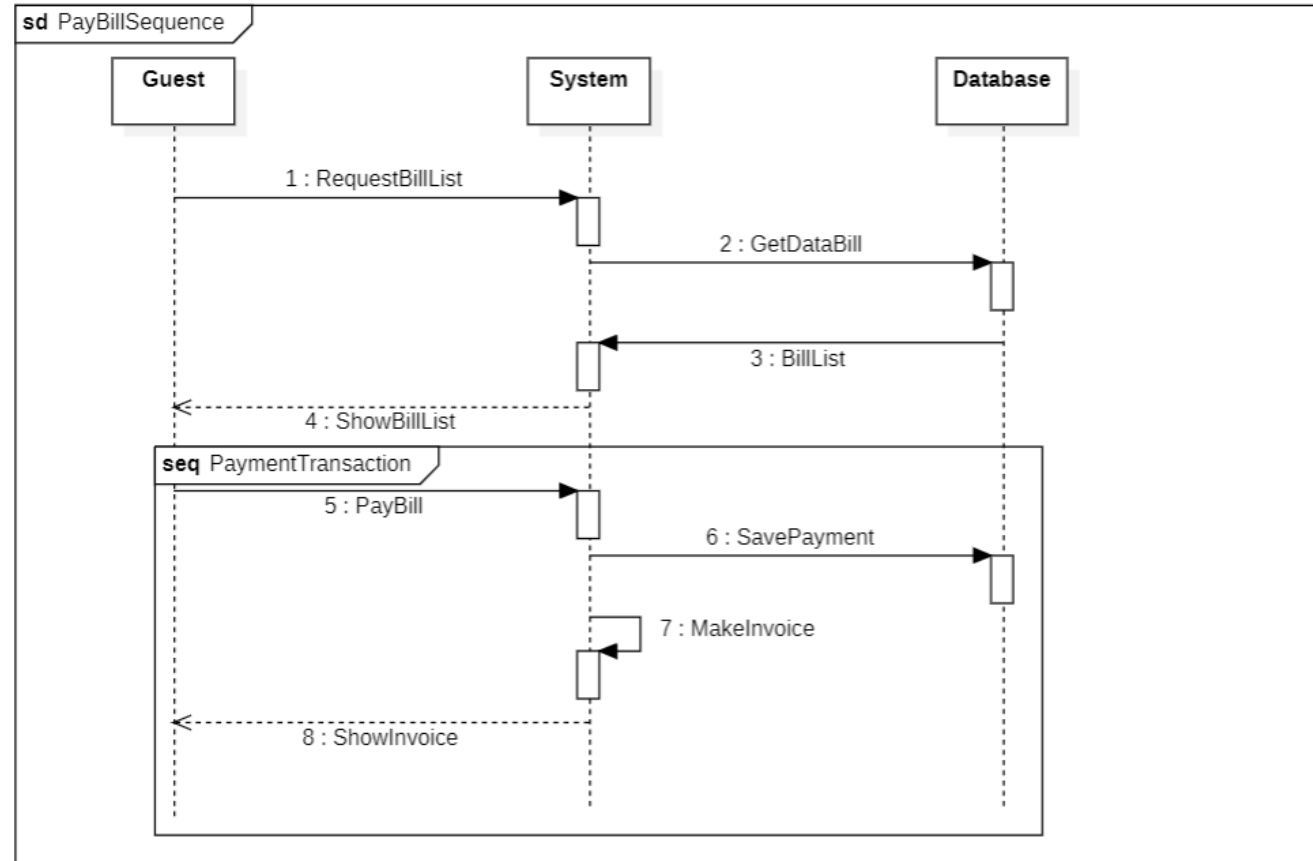 sd PayBillSequence
Guest
System
Database
1 : RequestBillList
2 : GetDataBill
3 : BillList
4 : ShowBillList
seq PaymentTransaction
5 : PayBill
6 : SavePayment
7 : MakeInvoice
8 : ShowInvoice